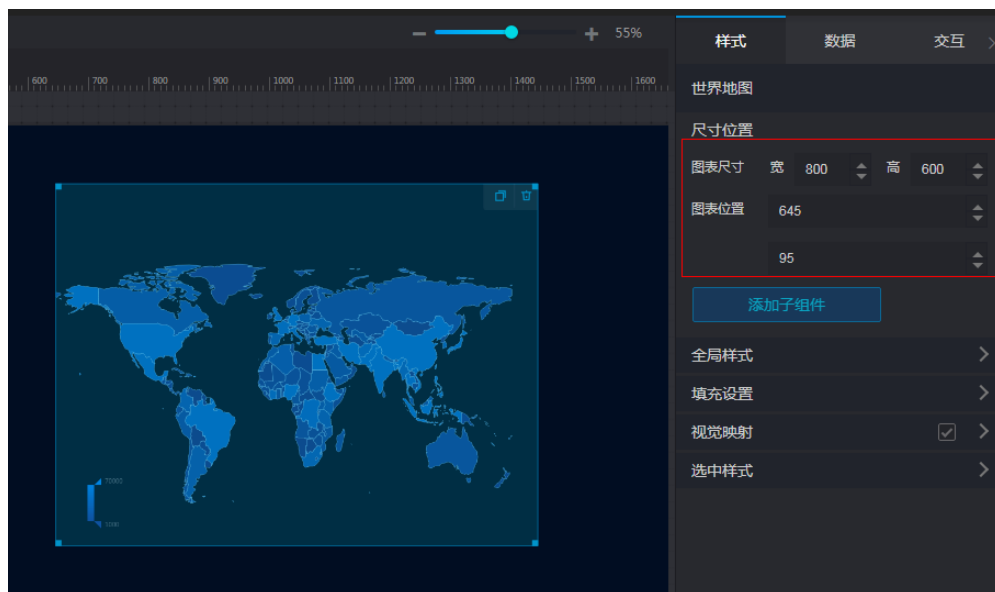 55%
样式 数据 交互
600 700 800 900 1000 1100 1200 1300 1400 1500 1600
世界地图
尺寸位置
图表尺寸 宽 800 高 600
图表位置 645
95
添加子组件
全局样式
填充设置
视觉映射
选中样式
70000
1000